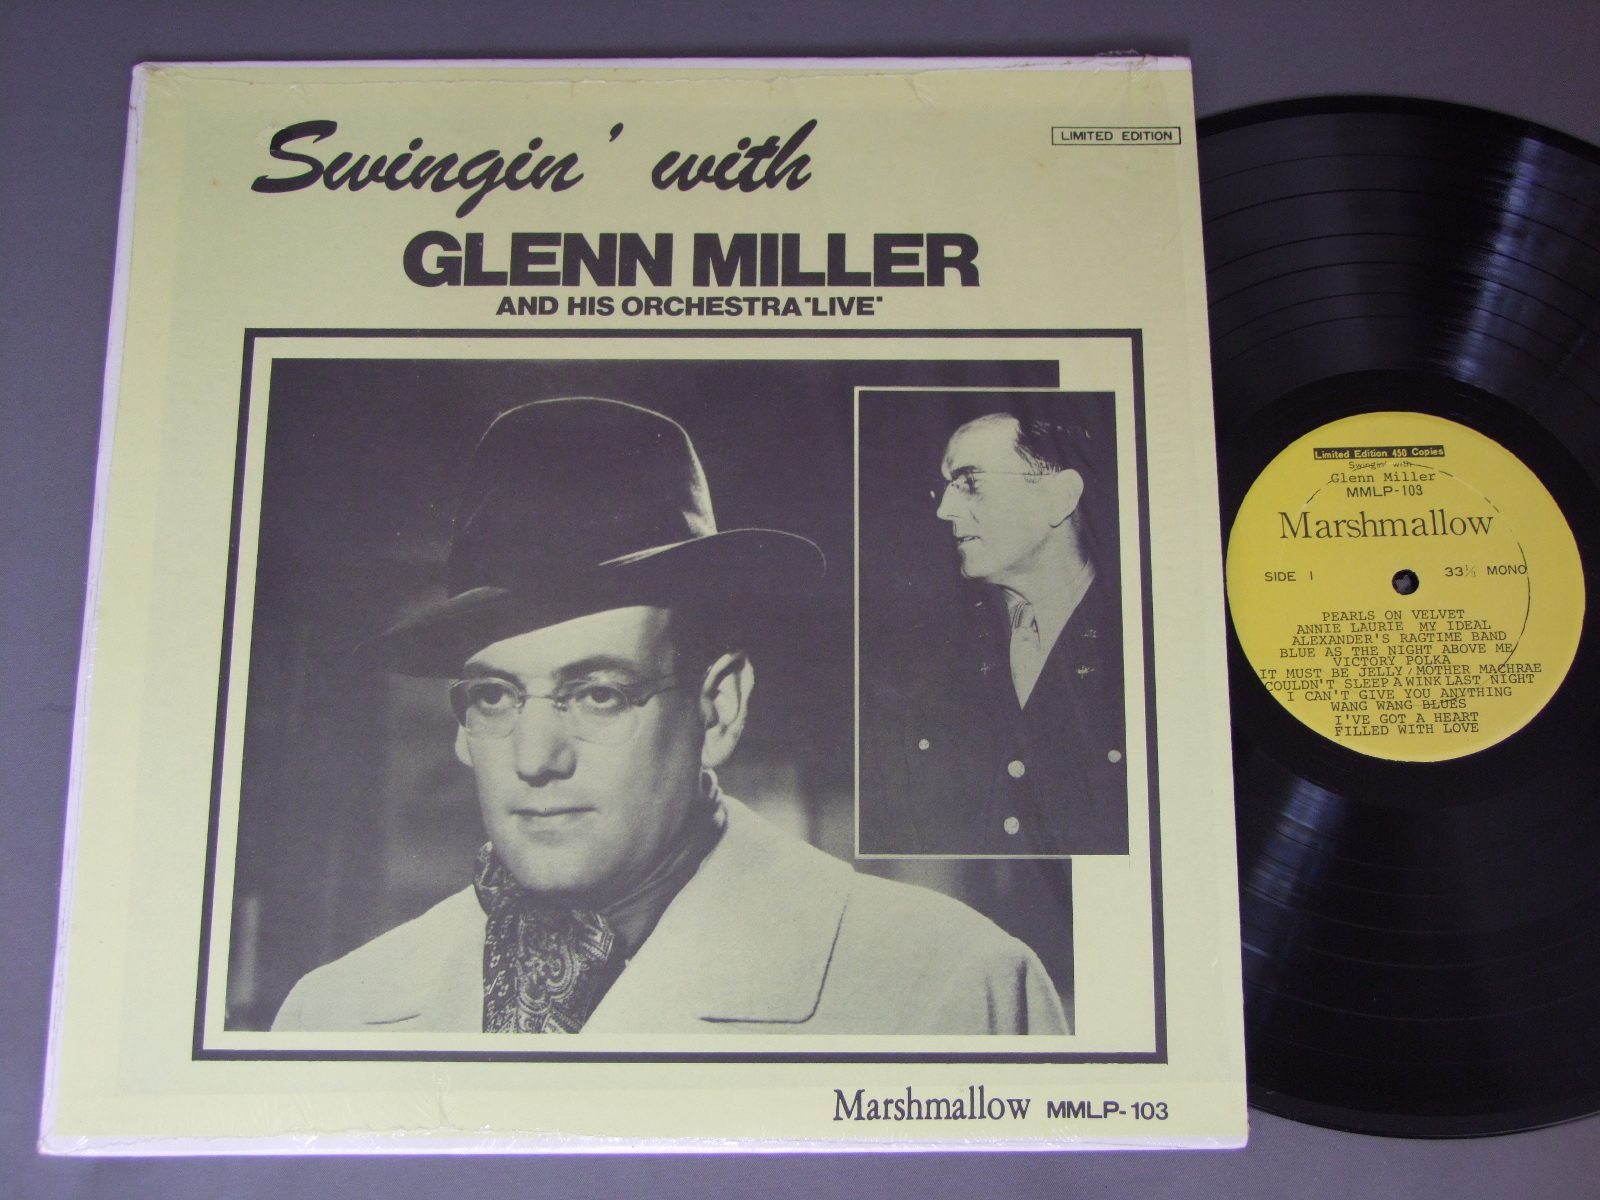 Swingin' with
GLENN MILLER
AND HIS ORCHESTRA "LIVE"
LIMITED EDITION
Marshmallow MMLP-103
Limited Edition 450 Copies
Swingin' with
Glenn Miller
MMLP-103
Marshmallow
SIDE I
33⅓ MONO
PEARLS ON VELVET
ANNIE LAURIE MY IDEAL
ALEXANDER'S RAGTIME BAND
BLUE AS THE NIGHT ABOVE ME
VICTORY POLKA
IT MUST BE JELLY/MOTHER MACHRAE
COULDN'T SLEEP A WINK LAST NIGHT
I CAN'T GIVE YOU ANYTHING
WANG WANG BLUES
I'VE GOT A HEART
FILLED WITH LOVE